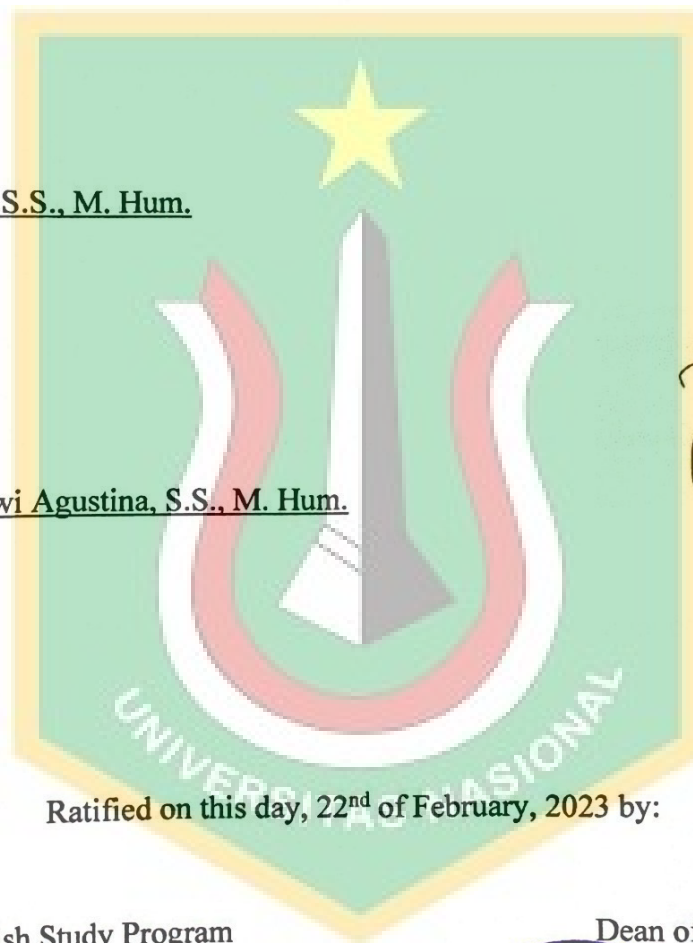 S.S., M. Hum.
wi Agustina, S.S., M. Hum.
UNIVERSITAS NASIONAL
Ratified on this day, 22nd of February, 2023 by:
sh Study Program Dean of